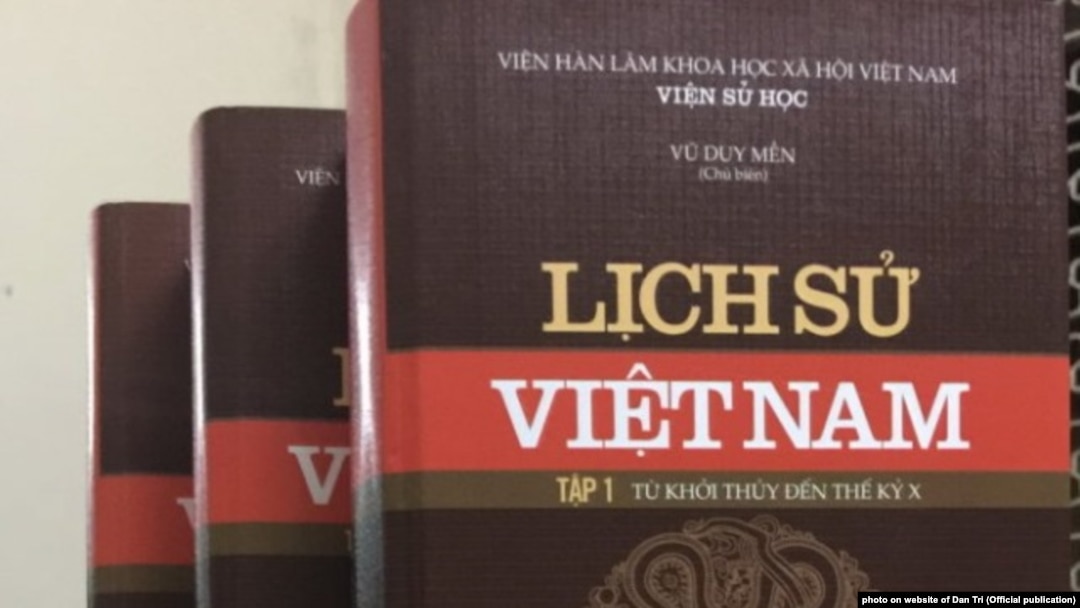 VIỆN HÀN LÂM KHOA HỌC XÃ HỘI VIỆT NAM
VIỆN SỬ HỌC
VŨ DUY MỀN
(Chủ biên)
LỊCH SỬ
VIỆT NAM
TẬP 1 TỪ KHỞI THỦY ĐẾN THẾ KỶ X
VIỆN
V
photo on website of Dan Tri (Official publication)